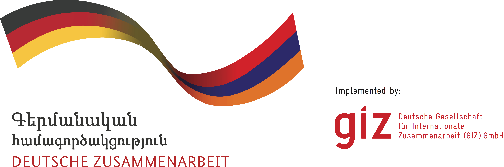 Գերմանական
համագործակցություն
DEUTSCHE ZUSAMMENARBEIT
Implemented by:
giz
Deutsche Gesellschaft
für Internationale
Zusammenarbeit (GIZ) GmbH